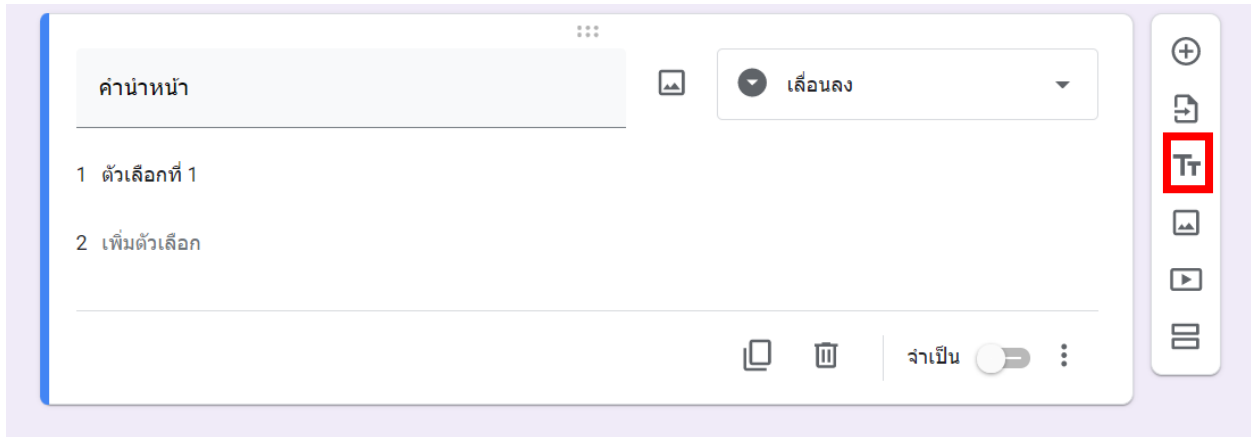 คำนำหน้า
เลื่อนลง
1 ตัวเลือกที่ 1
2 เพิ่มตัวเลือก
จำเป็น